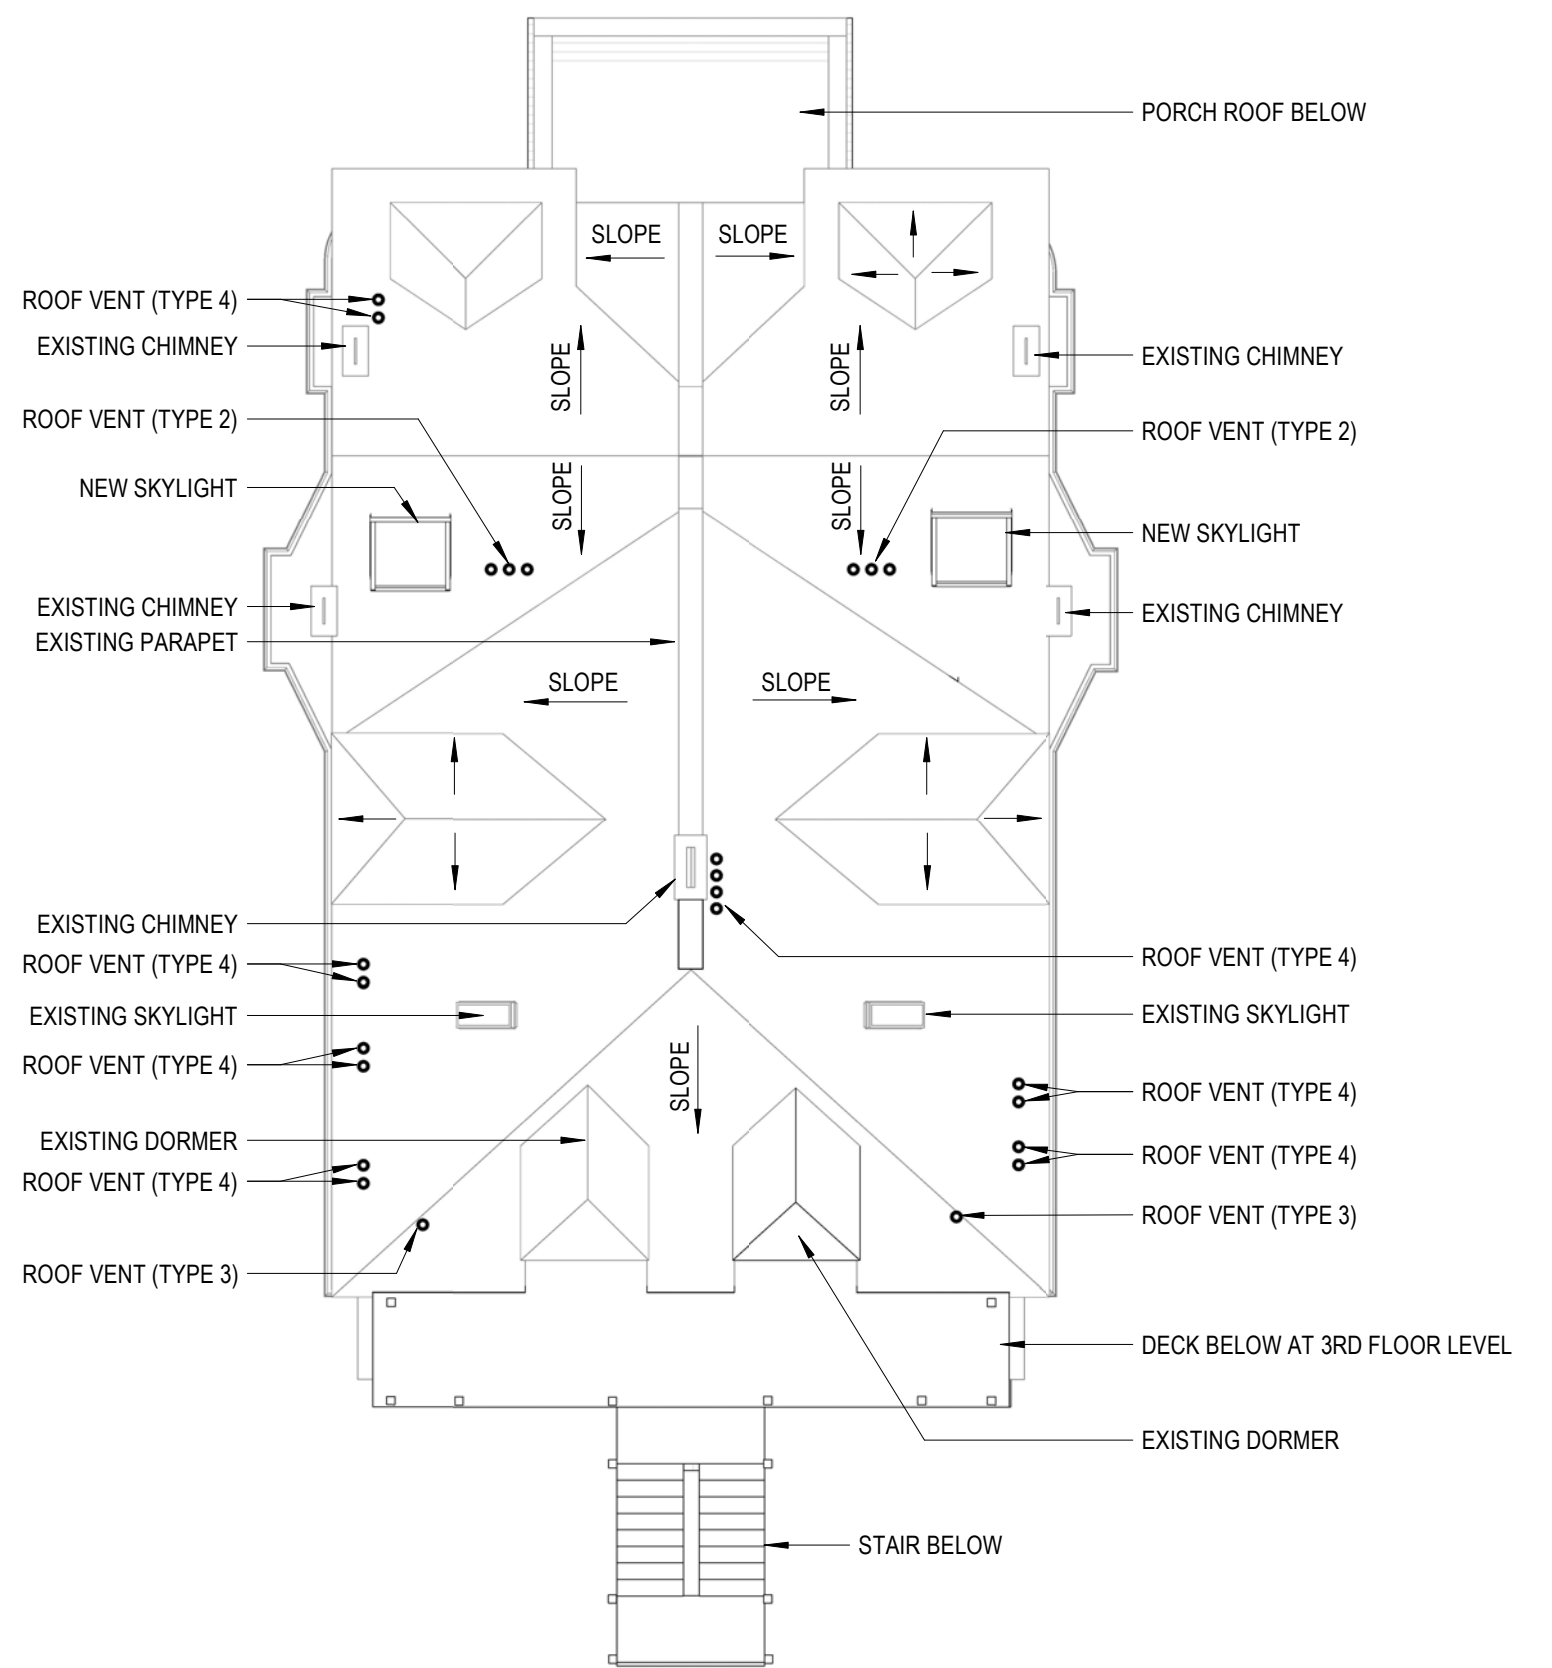 PORCH ROOF BELOW
SLOPE
SLOPE
ROOF VENT (TYPE 4)
EXISTING CHIMNEY
EXISTING CHIMNEY
SLOPE
SLOPE
ROOF VENT (TYPE 2)
ROOF VENT (TYPE 2)
NEW SKYLIGHT
SLOPE
SLOPE
NEW SKYLIGHT
EXISTING CHIMNEY
EXISTING CHIMNEY
EXISTING PARAPET
SLOPE
SLOPE
EXISTING CHIMNEY
ROOF VENT (TYPE 4)
ROOF VENT (TYPE 4)
EXISTING SKYLIGHT
EXISTING SKYLIGHT
ROOF VENT (TYPE 4)
SLOPE
ROOF VENT (TYPE 4)
EXISTING DORMER
ROOF VENT (TYPE 4)
ROOF VENT (TYPE 4)
ROOF VENT (TYPE 3)
ROOF VENT (TYPE 3)
DECK BELOW AT 3RD FLOOR LEVEL
EXISTING DORMER
STAIR BELOW